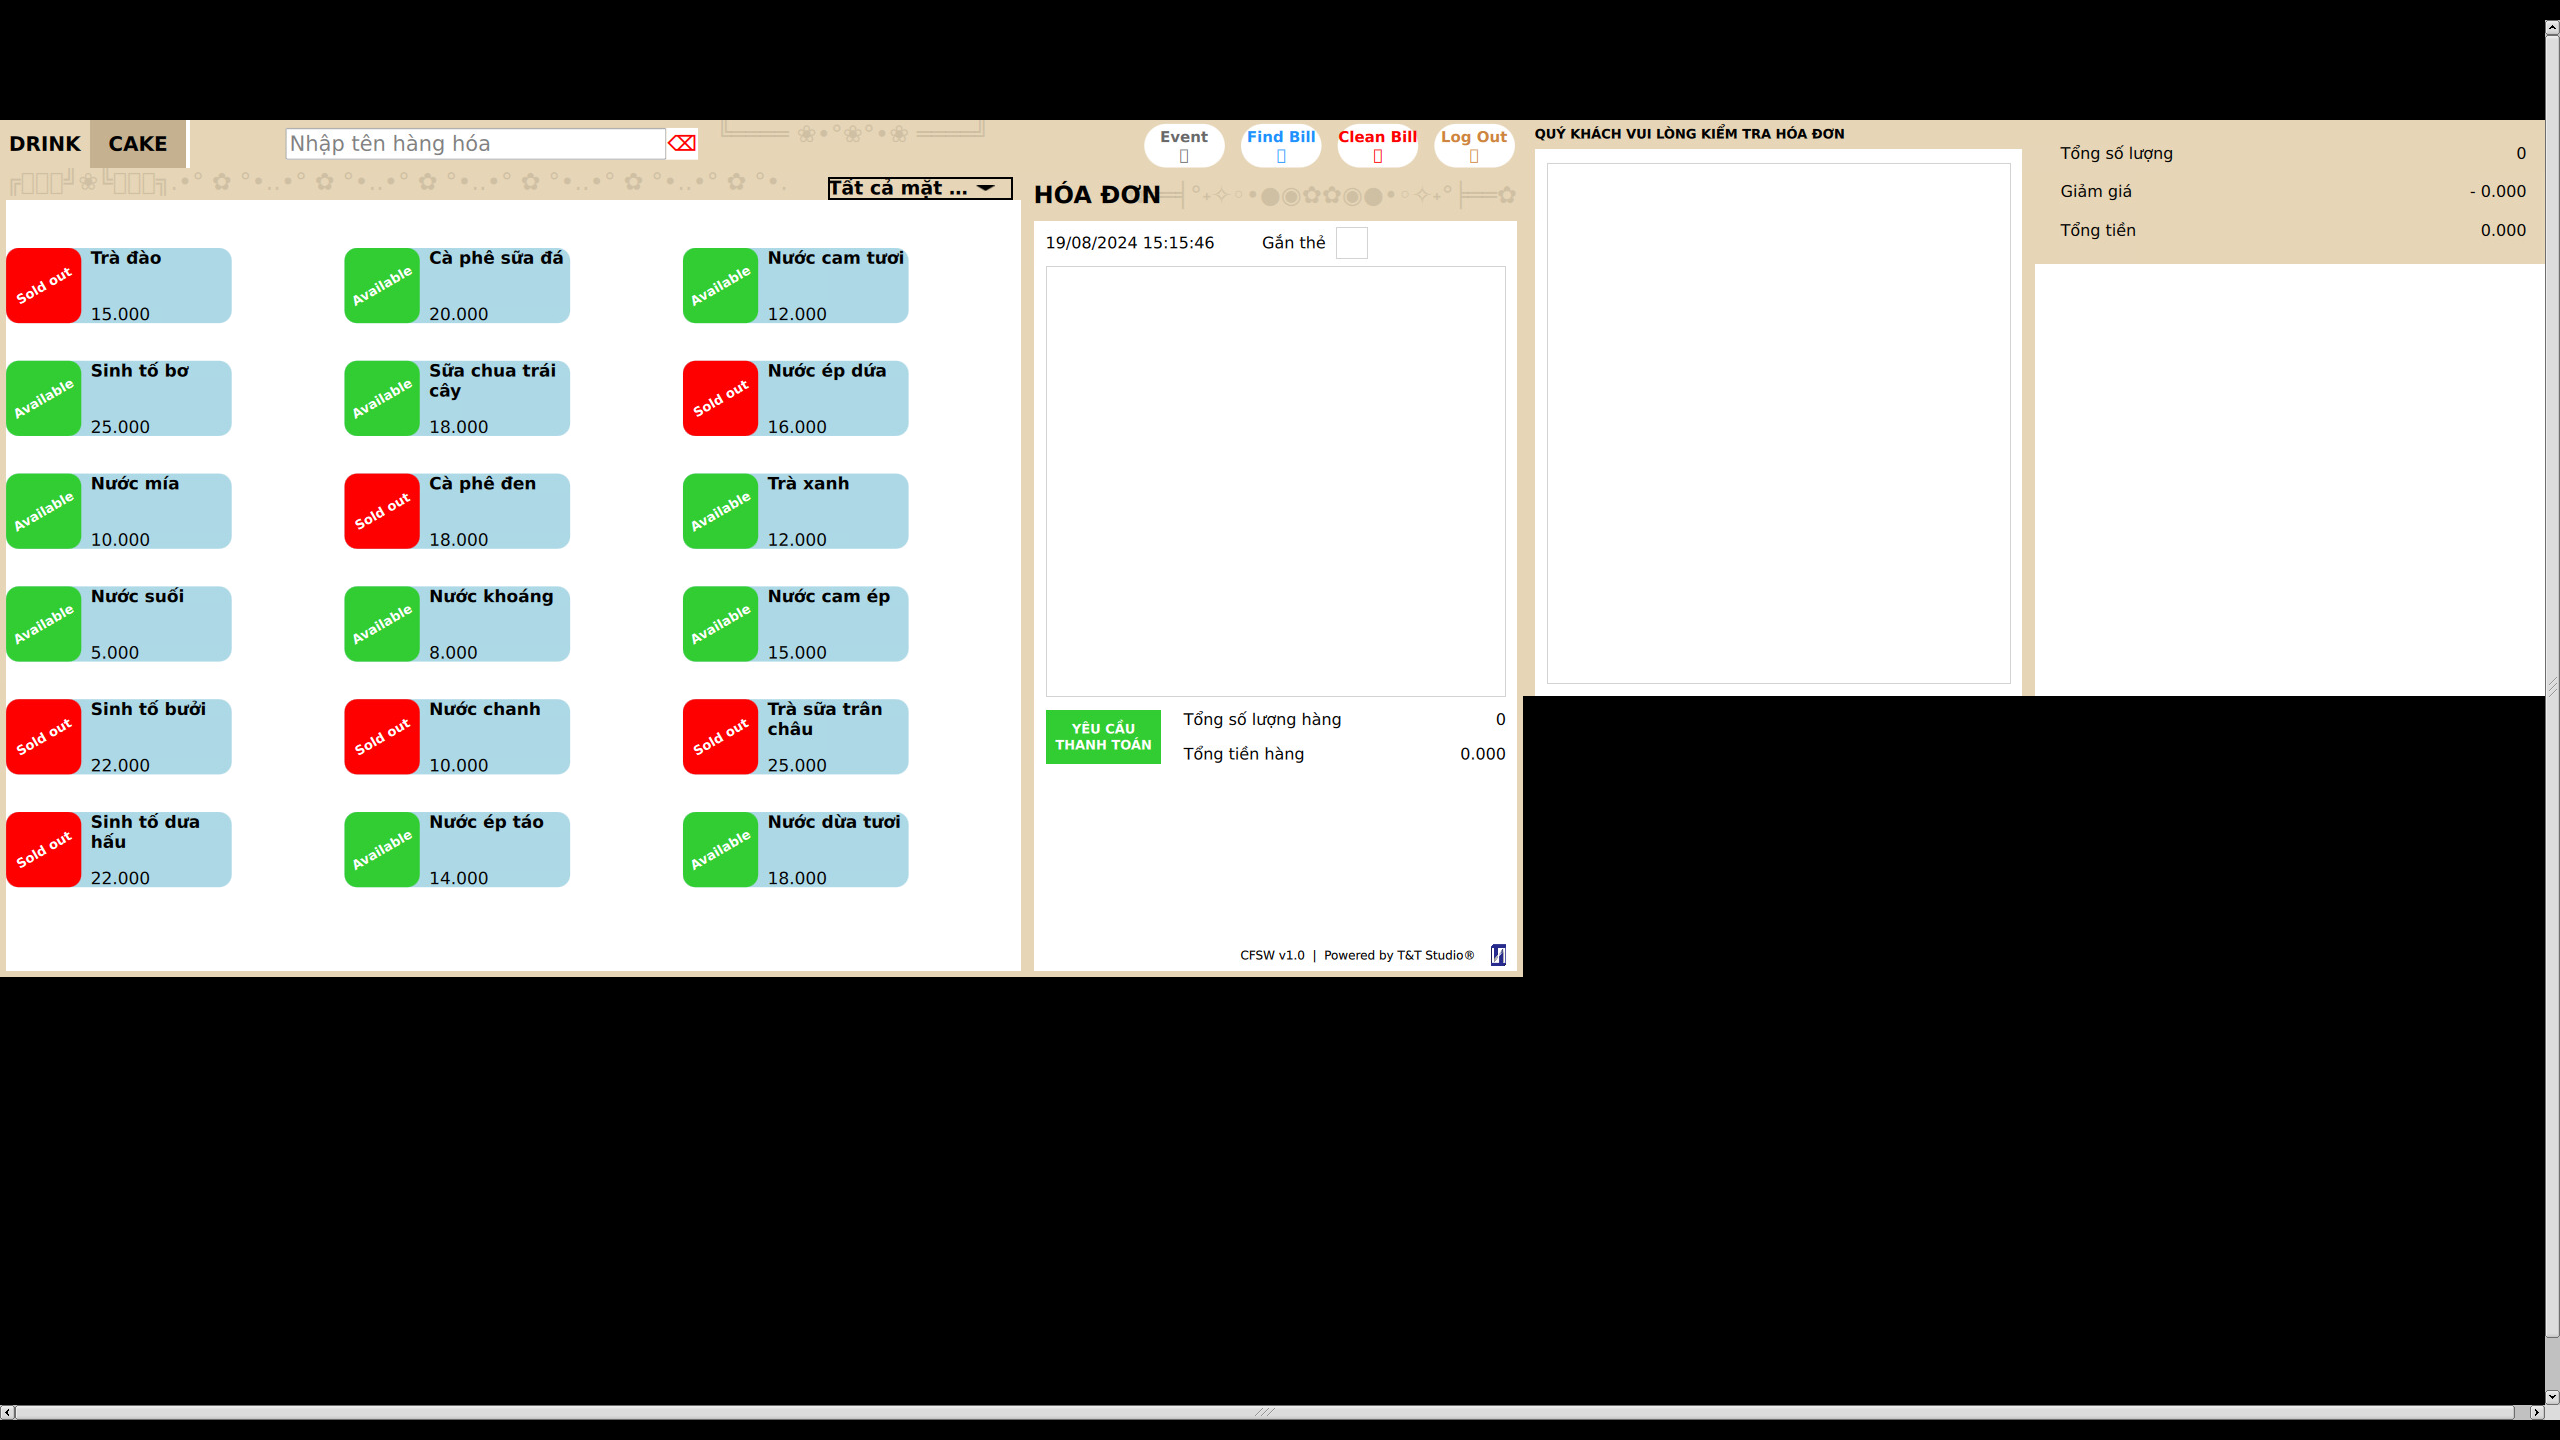 DRINK
CAKE
Nhập tên hàng hóa
Tất cả mặt ...
Sold out
Trà đào
15.000
Available
Cà phê sữa đá
20.000
Available
Nước cam tươi
12.000
Available
Sinh tố bơ
25.000
Available
Sữa chua trái
cây
18.000
Sold out
Nước ép dứa
16.000
Available
Nước mía
10.000
Sold out
Cà phê đen
18.000
Available
Trà xanh
12.000
Available
Nước suối
5.000
Available
Nước khoáng
8.000
Available
Nước cam ép
15.000
Sold out
Sinh tố bưởi
22.000
Sold out
Nước chanh
10.000
Sold out
Trà sữa trân
châu
25.000
Sold out
Sinh tố dưa
hấu
22.000
Available
Nước ép táo
14.000
Available
Nước dừa tươi
18.000
Event
Find Bill
Clean Bill
Log Out
HÓA ĐƠN
19/08/2024 15:15:46
Gắn thẻ
YÊU CẦU
THANH TOÁN
Tổng số lượng hàng 0
Tổng tiền hàng 0.000
CFSW v1.0 | Powered by T&T Studio®
QUÝ KHÁCH VUI LÒNG KIỂM TRA HÓA ĐƠN
Tổng số lượng 0
Giảm giá - 0.000
Tổng tiền 0.000